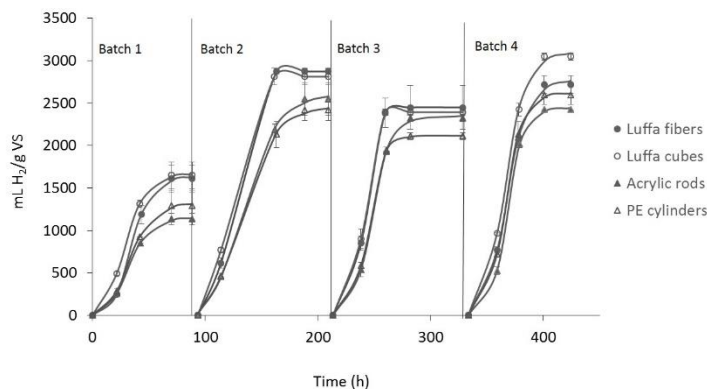 3500
3000
2500
2000
1500
1000
500
0
mL H₂/g VS
Batch 1
Batch 2
Batch 3
Batch 4
Luffa fibers
Luffa cubes
Acrylic rods
PE cylinders
0
100
200
300
400
Time (h)